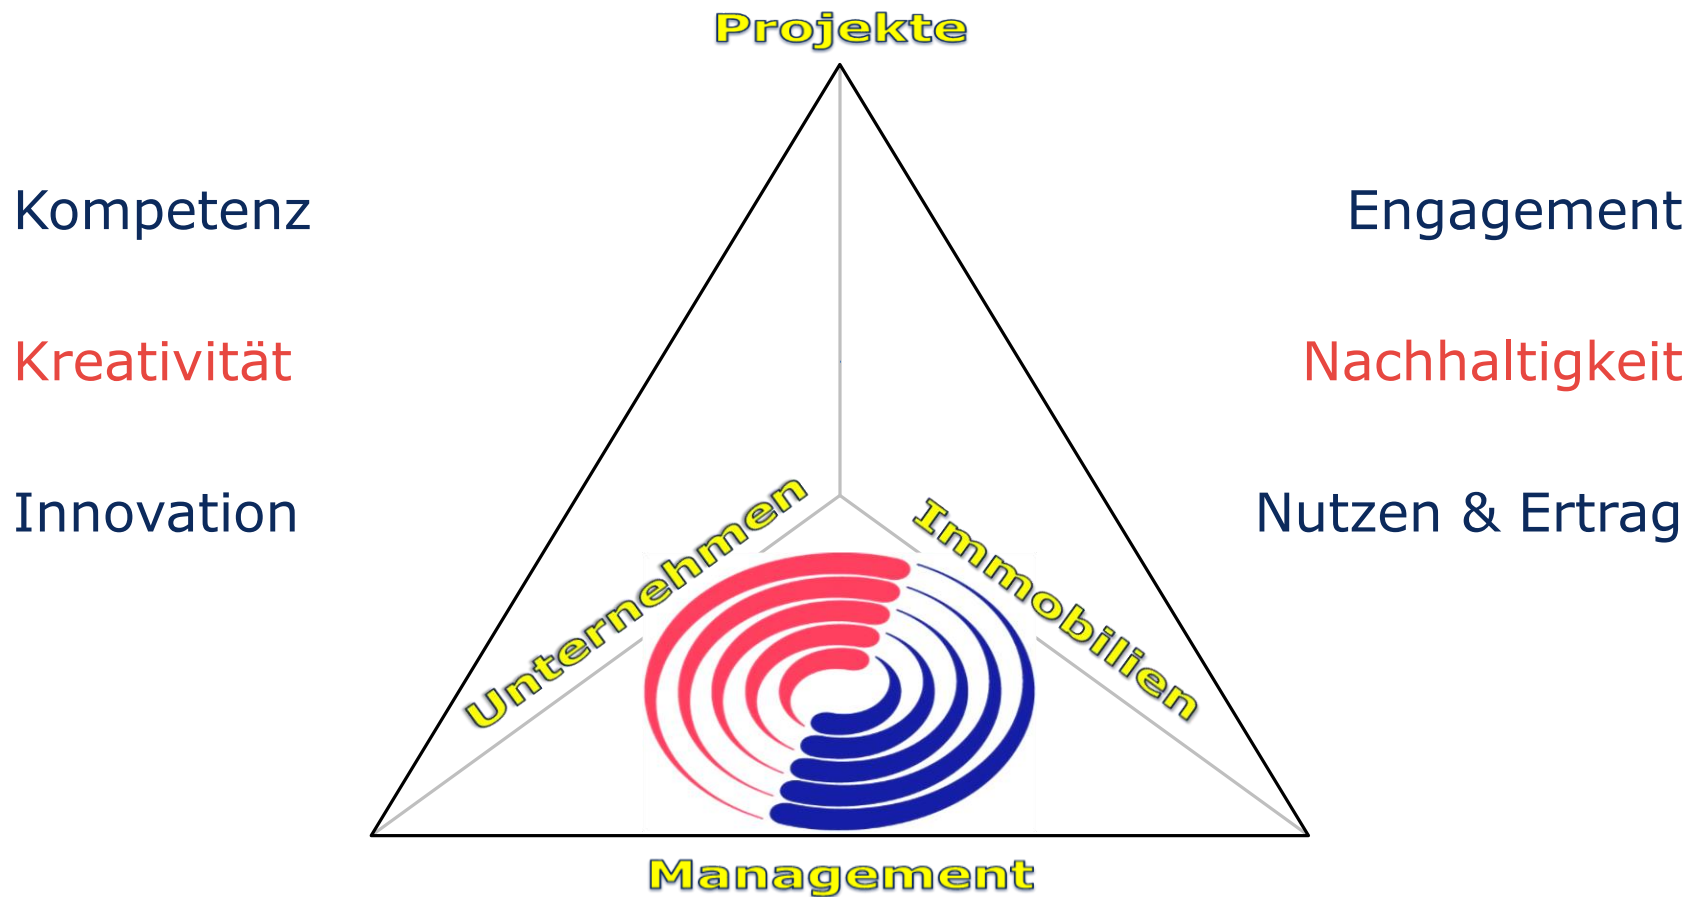 Projekte
Kompetenz
Engagement
Kreativität
Nachhaltigkeit
Innovation
Nutzen & Ertrag
Unternehmen
Immobilien
Management